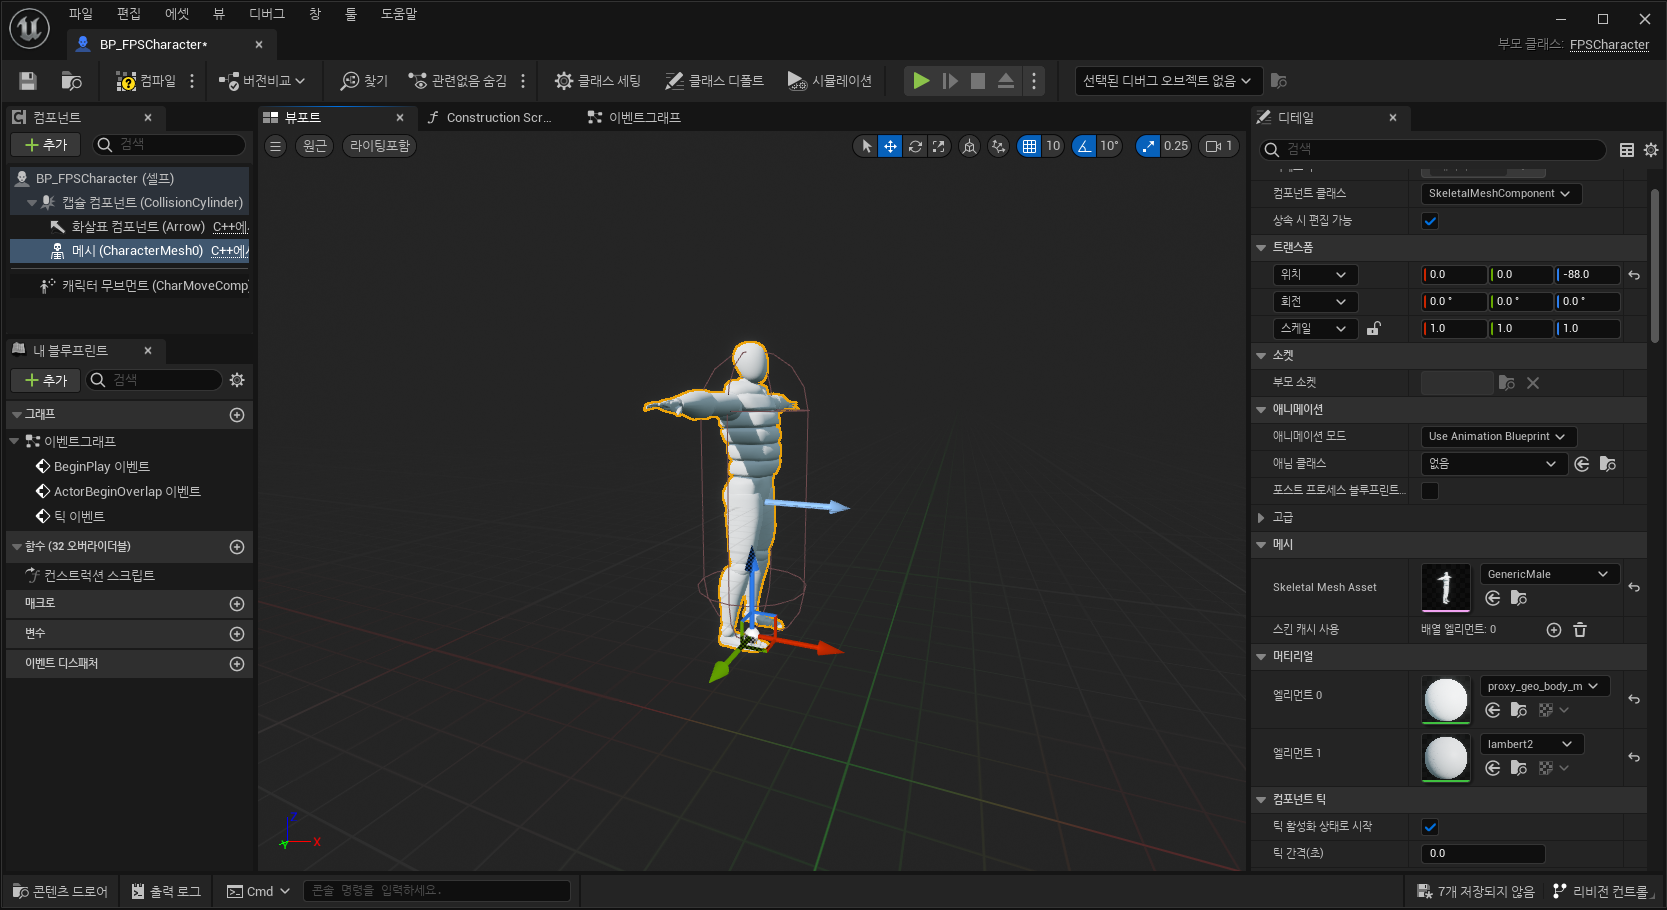 파일 편집 에셋 뷰 디버그 창 툴 도움말
BP_FPSCharacter*
부모 클래스: FPSCharacter
컴파일 버전비교 찾기 관련없음 숨김 클래스 세팅 클래스 디폴트 시뮬레이션 선택된 디버그 오브젝트 없음
컴포넌트
추가 검색
BP_FPSCharacter (셀프)
캡슐 컴포넌트 (CollisionCylinder)
화살표 컴포넌트 (Arrow) C++에
메시 (CharacterMesh0) C++에
캐릭터 무브먼트 (CharMoveComp)
내 블루프린트
추가 검색
그래프
이벤트그래프
BeginPlay 이벤트
ActorBeginOverlap 이벤트
틱 이벤트
함수 (32 오버라이더블)
컨스트럭션 스크립트
매크로
변수
이벤트 디스패처
뷰포트 Construction Scr... 이벤트그래프
원근 라이팅포함 10 10° 0.25 1
Z
X
Y
디테일
검색
컴포넌트 클래스 SkeletalMeshComponent
상속 시 편집 가능
트랜스폼
위치 0.0 0.0 -88.0
회전 0.0 ° 0.0 ° 0.0 °
스케일 1.0 1.0 1.0
소켓
부모 소켓
애니메이션
애니메이션 모드 Use Animation Blueprint
애님 클래스 없음
포스트 프로세스 블루프린트...
고급
메시
Skeletal Mesh Asset GenericMale
스킨 캐시 사용 배열 엘리먼트: 0
머티리얼
엘리먼트 0 proxy_geo_body_m
엘리먼트 1 lambert2
컴포넌트 틱
틱 활성화 상태로 시작
틱 간격(초) 0.0
콘텐츠 드로어 출력 로그 Cmd 콘솔 명령을 입력하세요. 7개 저장되지 않음 리비전 컨트롤